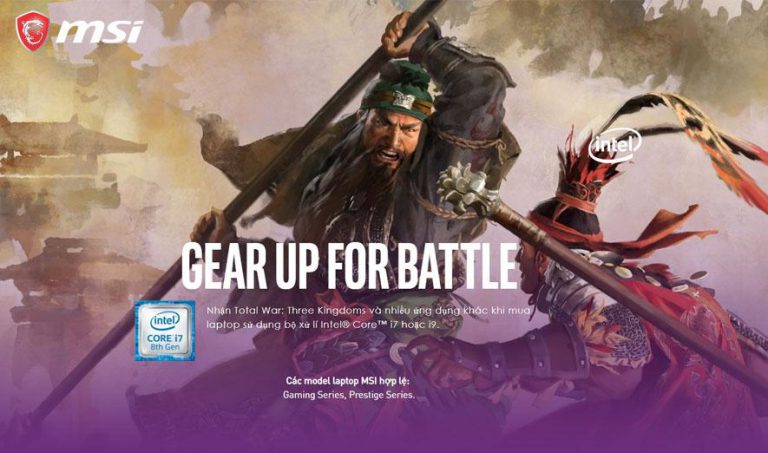 msi
intel
GEAR UP FOR BATTLE
Nhận Total War: Three Kingdoms và nhiều ứng dụng khác khi mua
laptop sử dụng bộ xử lí Intel® Core™ i7 hoặc i9.
intel
CORE i7
8th Gen
Các model laptop MSI hợp lệ:
Gaming Series, Prestige Series.